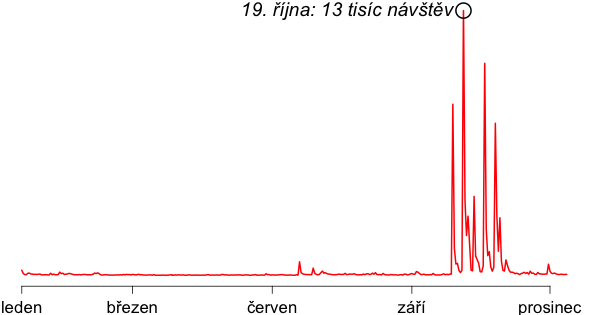 19. října: 13 tisíc návštěv
leden březen červen září prosinec